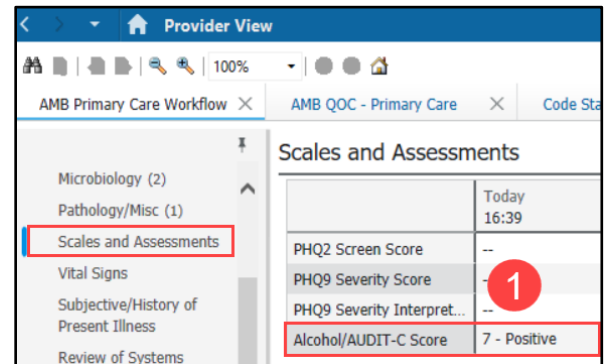 Provider View
100%
AMB Primary Care Workflow
AMB QOC - Primary Care
Code Sta
Microbiology (2)
Pathology/Misc (1)
Scales and Assessments
Vital Signs
Subjective/History of
Present Illness
Review of Systems
Scales and Assessments
Today
16:39
PHQ2 Screen Score --
PHQ9 Severity Score -
1
PHQ9 Severity Interpret... --
Alcohol/AUDIT-C Score 7 - Positive